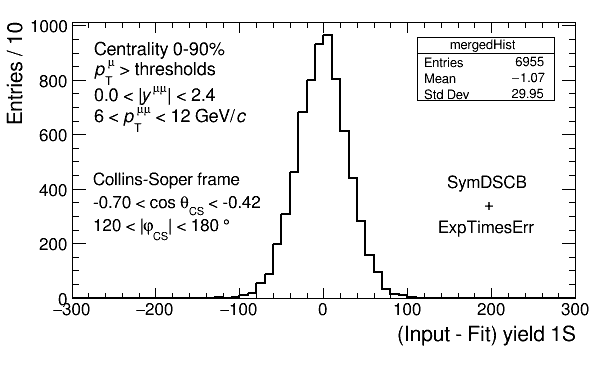 Entries / 10
1000
800
600
400
200
0
−300
−200
−100
0
100
200
300
(Input - Fit) yield 1S
Centrality 0-90%
p_T^μ > thresholds
0.0 < |y^μμ| < 2.4
6 < p_T^μμ < 12 GeV/c
Collins-Soper frame
-0.70 < cos θ_CS < -0.42
120 < |φ_CS| < 180 °
mergedHist
Entries 6955
Mean −1.07
Std Dev 29.95
SymDSCB
+
ExpTimesErr